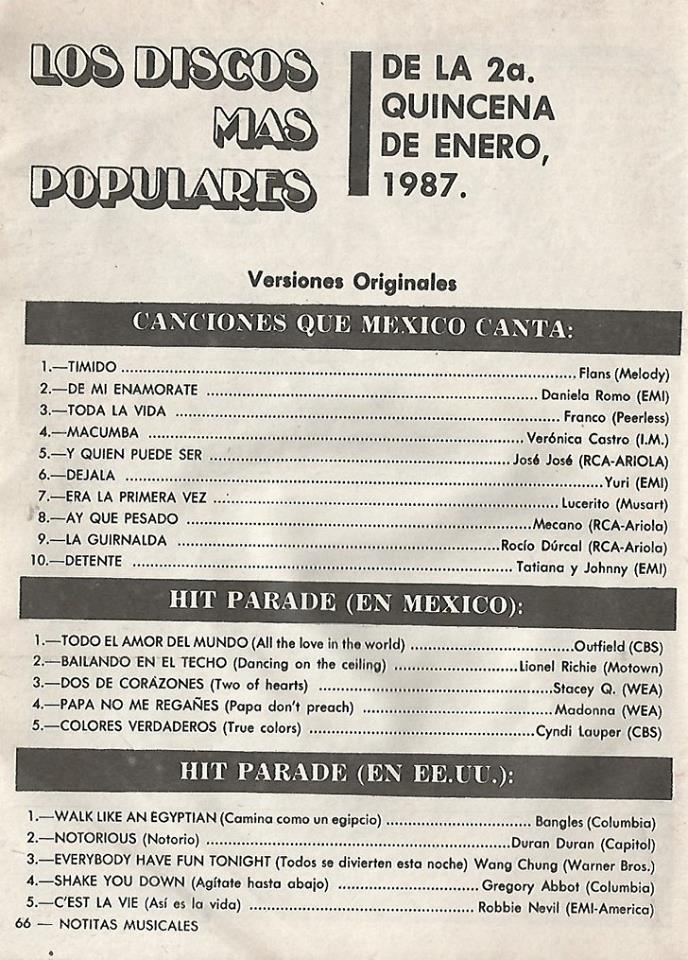 LOS DISCOS
MAS
POPULARES
DE LA 2a.
QUINCENA
DE ENERO,
1987.
Versiones Originales
CANCIONES QUE MEXICO CANTA:
1.—TIMIDO ........ Flans (Melody)
2.—DE MI ENAMORATE ........ Daniela Romo (EMI)
3.—TODA LA VIDA ........ Franco (Peerless)
4.—MACUMBA ........ Verónica Castro (I.M.)
5.—Y QUIEN PUEDE SER ........ José José (RCA-ARIOLA)
6.—DEJALA ........ Yuri (EMI)
7.—ERA LA PRIMERA VEZ ........ Lucerito (Musart)
8.—AY QUE PESADO ........ Mecano (RCA-Ariola)
9.—LA GUIRNALDA ........ Rocío Dúrcal (RCA-Ariola)
10.—DETENTE ........ Tatiana y Johnny (EMI)
HIT PARADE (EN MEXICO):
1.—TODO EL AMOR DEL MUNDO (All the love in the world) ........ Outfield (CBS)
2.—BAILANDO EN EL TECHO (Dancing on the ceiling) ........ Lionel Richie (Motown)
3.—DOS DE CORÁZONES (Two of hearts) ........ Stacey Q. (WEA)
4.—PAPA NO ME REGAÑES (Papa don't preach) ........ Madonna (WEA)
5.—COLORES VERDADEROS (True colors) ........ Cyndi Lauper (CBS)
HIT PARADE (EN EE.UU.):
1.—WALK LIKE AN EGYPTIAN (Camina como un egipcio) ........ Bangles (Columbia)
2.—NOTORIOUS (Notorio) ........ Duran Duran (Capitol)
3.—EVERYBODY HAVE FUN TONIGHT (Todos se divierten esta noche) Wang Chung (Warner Bros.)
4.—SHAKE YOU DOWN (Agítate hasta abajo) ........ Gregory Abbot (Columbia)
5.—C'EST LA VIE (Así es la vida) ........ Robbie Nevil (EMI-America)
66 — NOTITAS MUSICALES